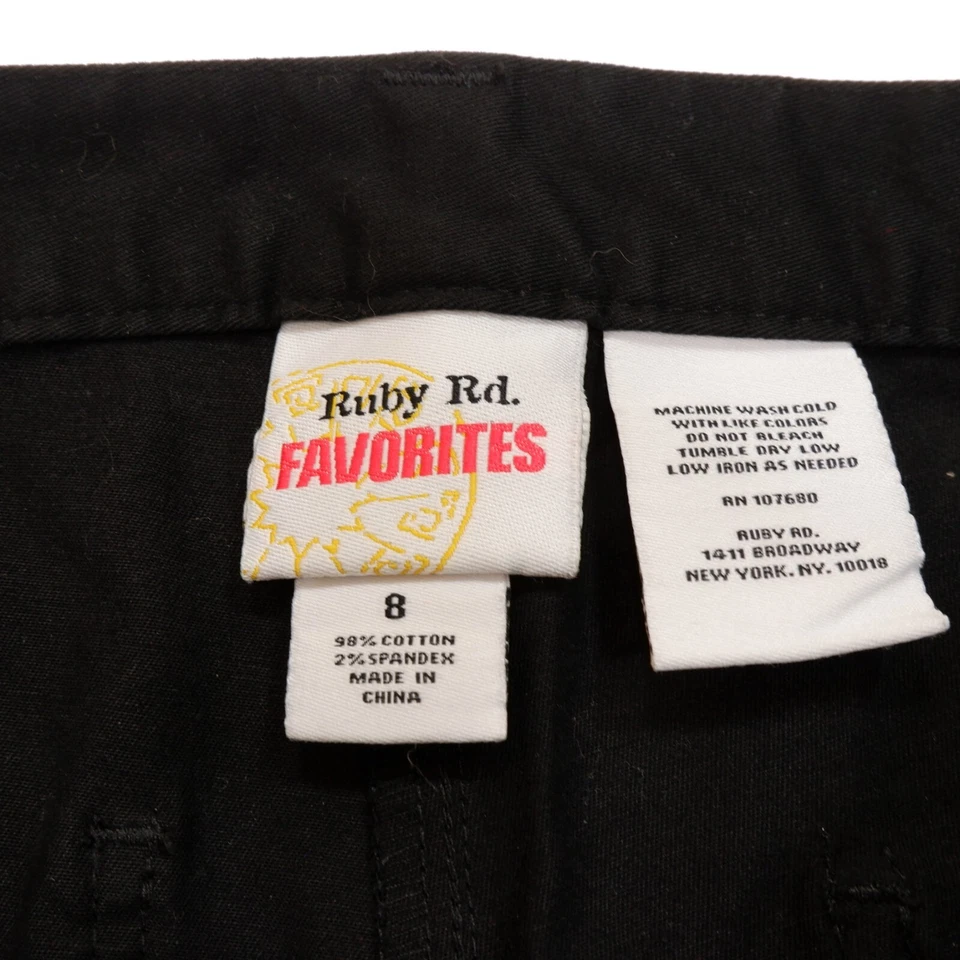 Ruby Rd.
FAVORITES
8
98% COTTON
2% SPANDEX
MADE IN
CHINA
MACHINE WASH COLD
WITH LIKE COLORS
DO NOT BLEACH
TUMBLE DRY LOW
LOW IRON AS NEEDED
RN 107680
RUBY RD.
1411 BROADWAY
NEW YORK. NY. 10018